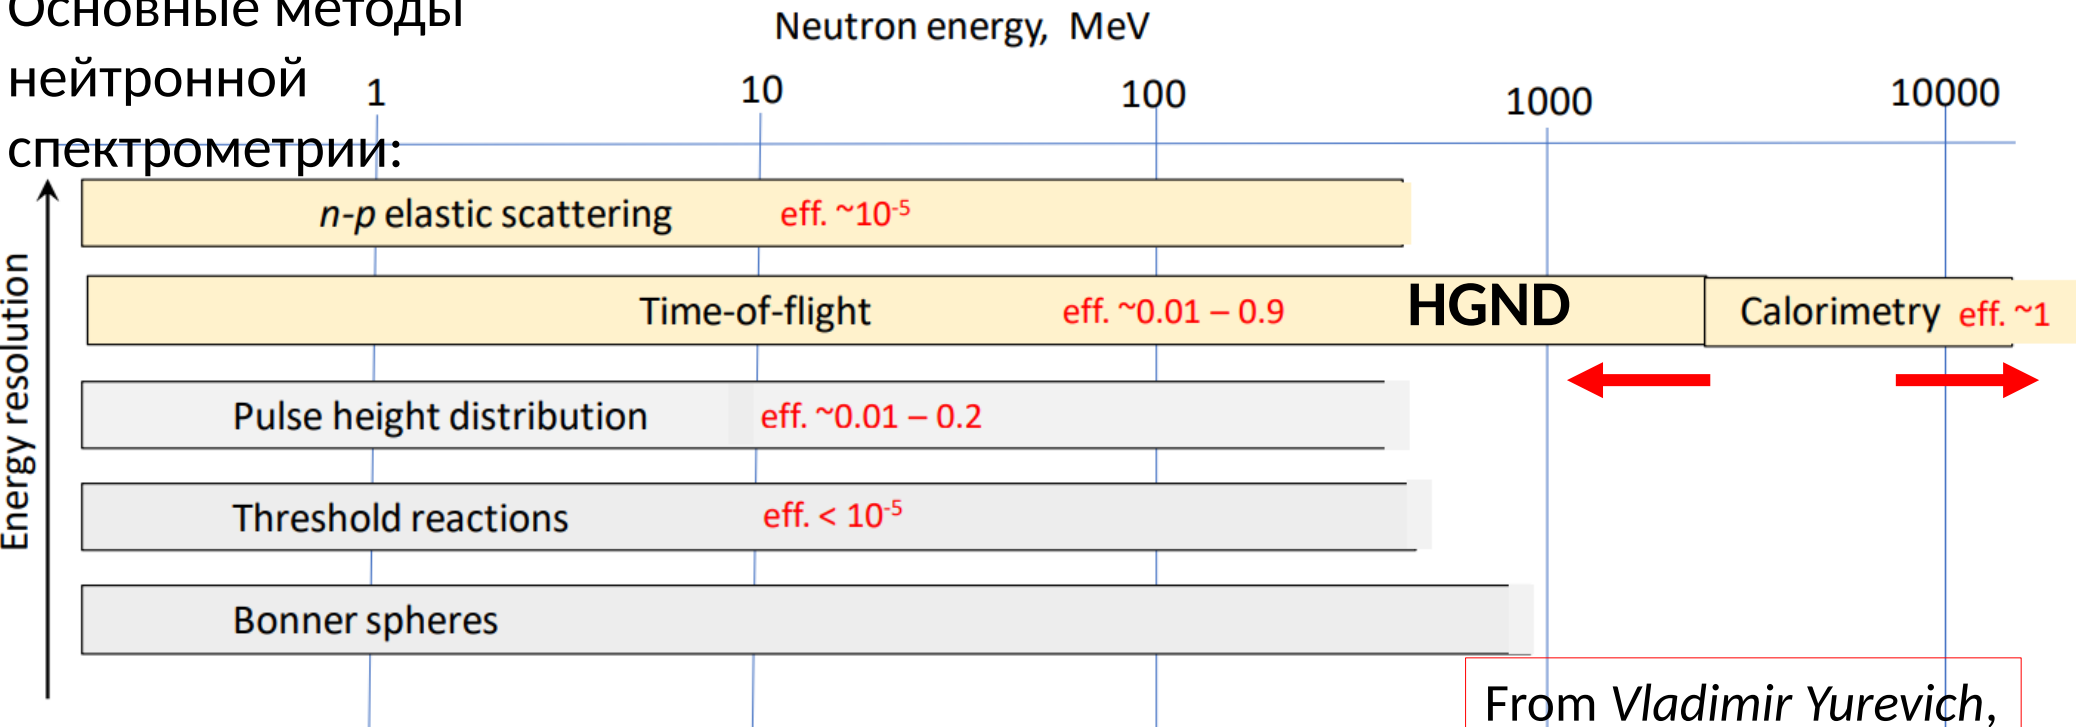 Основные методы
нейтронной
спектрометрии:
Neutron energy, MeV
1 10 100 1000 10000
Energy resolution
n-p elastic scattering eff. ~10⁻⁵
Time-of-flight eff. ~0.01 – 0.9 HGND Calorimetry eff. ~1
Pulse height distribution eff. ~0.01 – 0.2
Threshold reactions eff. < 10⁻⁵
Bonner spheres
From Vladimir Yurevich,